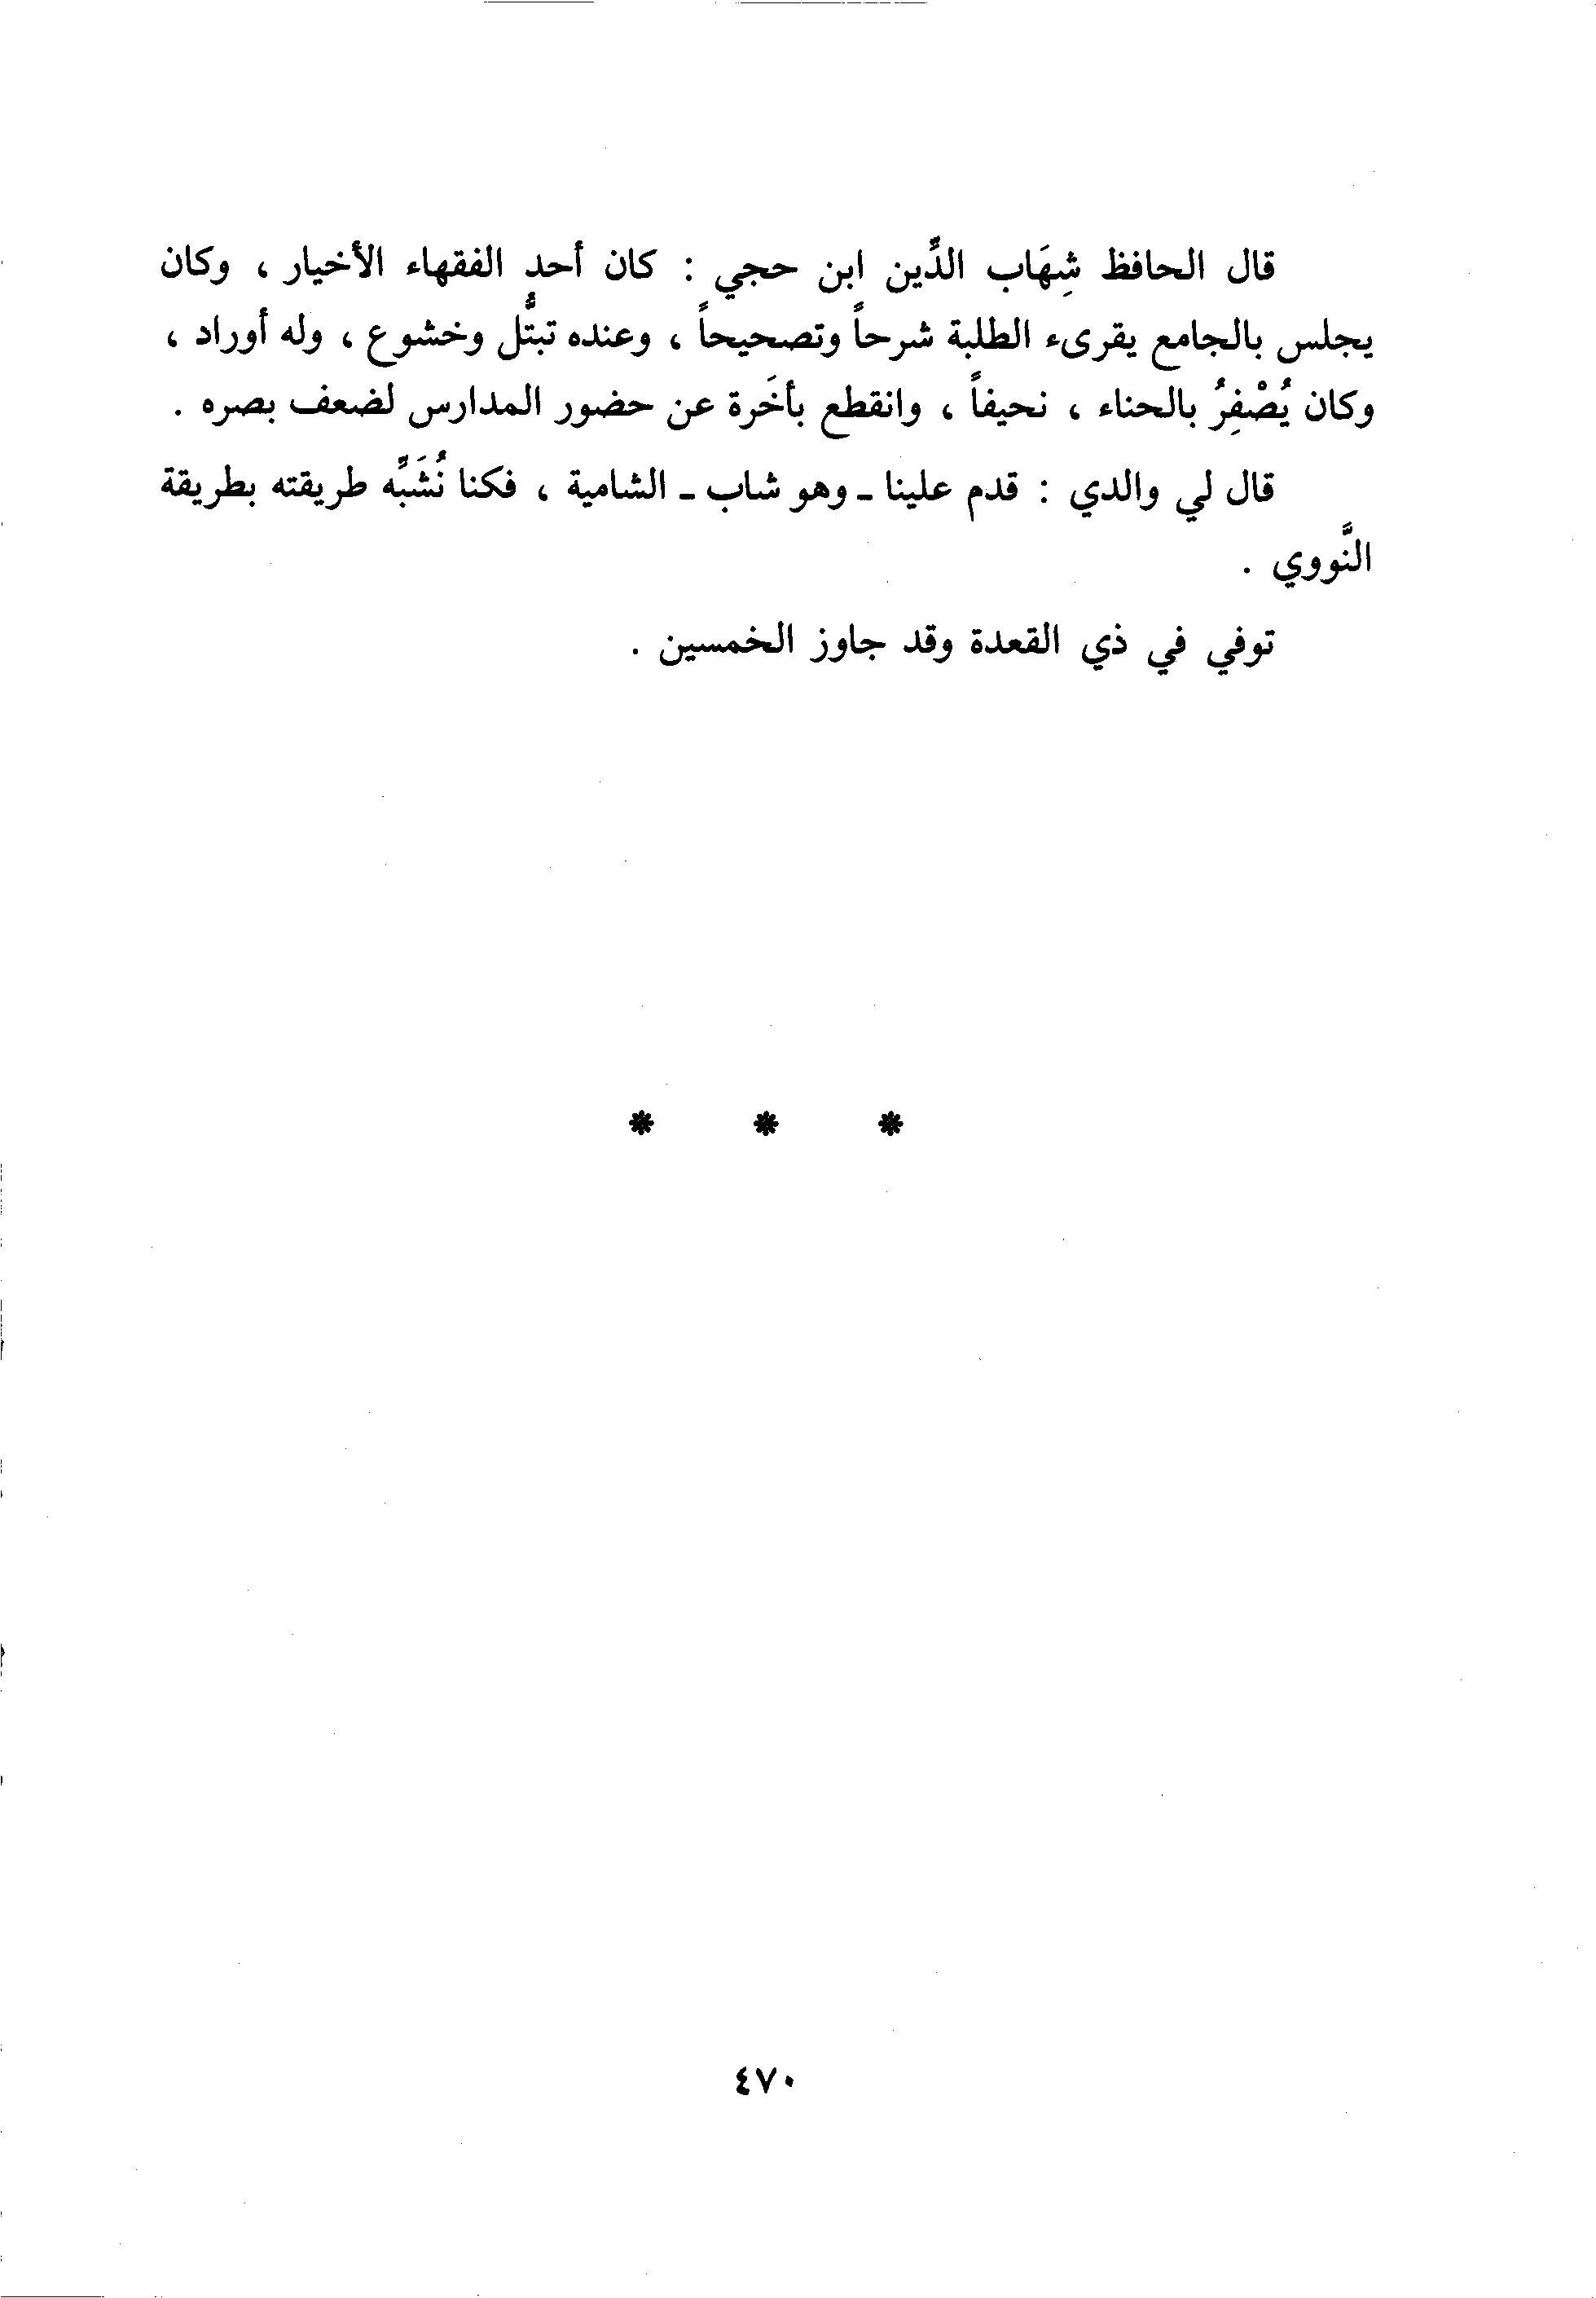 قال الحافظ شِهَاب الدِّين ابن حجي : كان أحد الفقهاء الأخيار ، وكان
يجلس بالجامع يقرىء الطلبة شرحاً وتصحيحاً ، وعنده تبتُّل وخشوع ، وله أوراد ،
وكان يُصْفِرُ بالحناء ، نحيفاً ، وانقطع بأخَرة عن حضور المدارس لضعف بصره .
قال لي والدي : قدم علينا ـ وهو شاب ـ الشامية ، فكنا نُشَبِّه طريقته بطريقة
النَّووي .
توفي في ذي القعدة وقد جاوز الخمسين .
* * *
٤٧٠